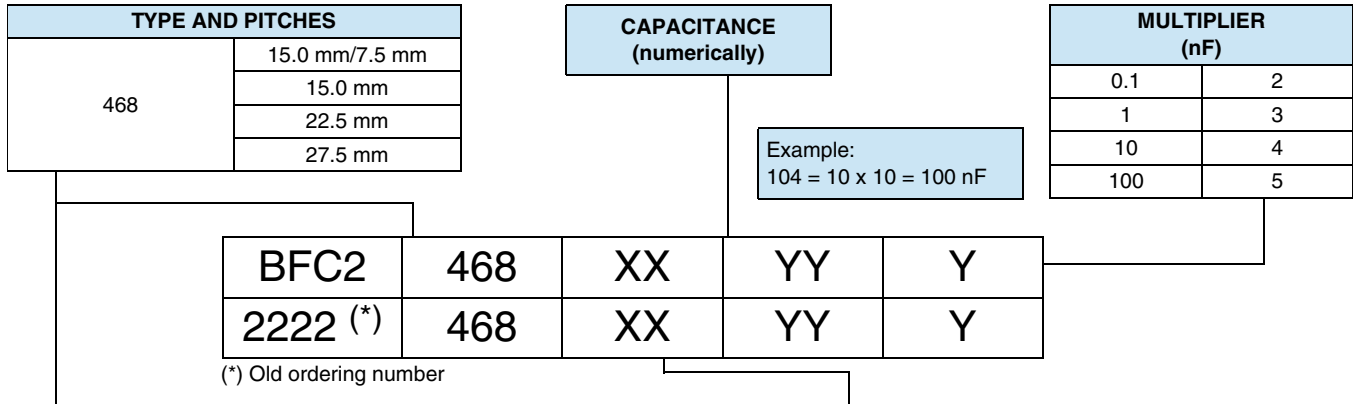 TYPE AND PITCHES
468
15.0 mm/7.5 mm
15.0 mm
22.5 mm
27.5 mm
CAPACITANCE
(numerically)
MULTIPLIER
(nF)
0.1 2
1 3
10 4
100 5
Example:
104 = 10 x 10 = 100 nF
BFC2 468 XX YY Y
2222 (*) 468 XX YY Y
(*) Old ordering number